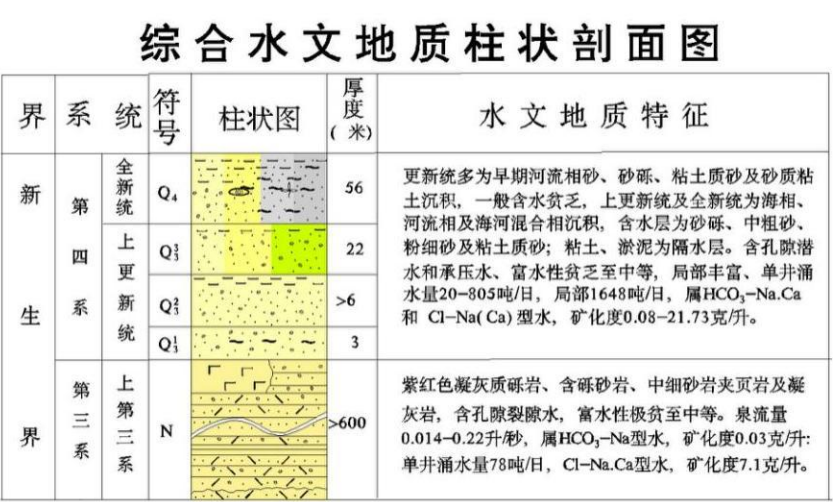 综合水文地质柱状剖面图
界 系 统 符号 柱状图 厚度(米) 水文地质特征
新生界
第四系
全新统 Q₄ 56
上更新统
Q₃³ 22
Q₃² >6
Q₃¹ 3
更新统多为早期河流相砂、砂砾、粘土质砂及砂质粘
土沉积，一般含水贫乏，上更新统及全新统为海相、
河流相及海河混合相沉积，含水层为砂砾、中粗砂、
粉细砂及粘土质砂；粘土、淤泥为隔水层。含孔隙潜
水和承压水、富水性贫乏至中等，局部丰富、单井涌
水量20-805吨/日，局部1648吨/日，属HCO₃-Na.Ca
和 Cl-Na(Ca)型水，矿化度0.08-21.73克/升。
第三系
上第三系 N >600
紫红色凝灰质砾岩、含砾砂岩、中细砂岩夹页岩及凝
灰岩，含孔隙裂隙水，富水性极贫至中等。泉流量
0.014-0.22升/秒，属HCO₃-Na型水，矿化度0.03克/升:
单井涌水量78吨/日，Cl-Na.Ca型水，矿化度7.1克/升。